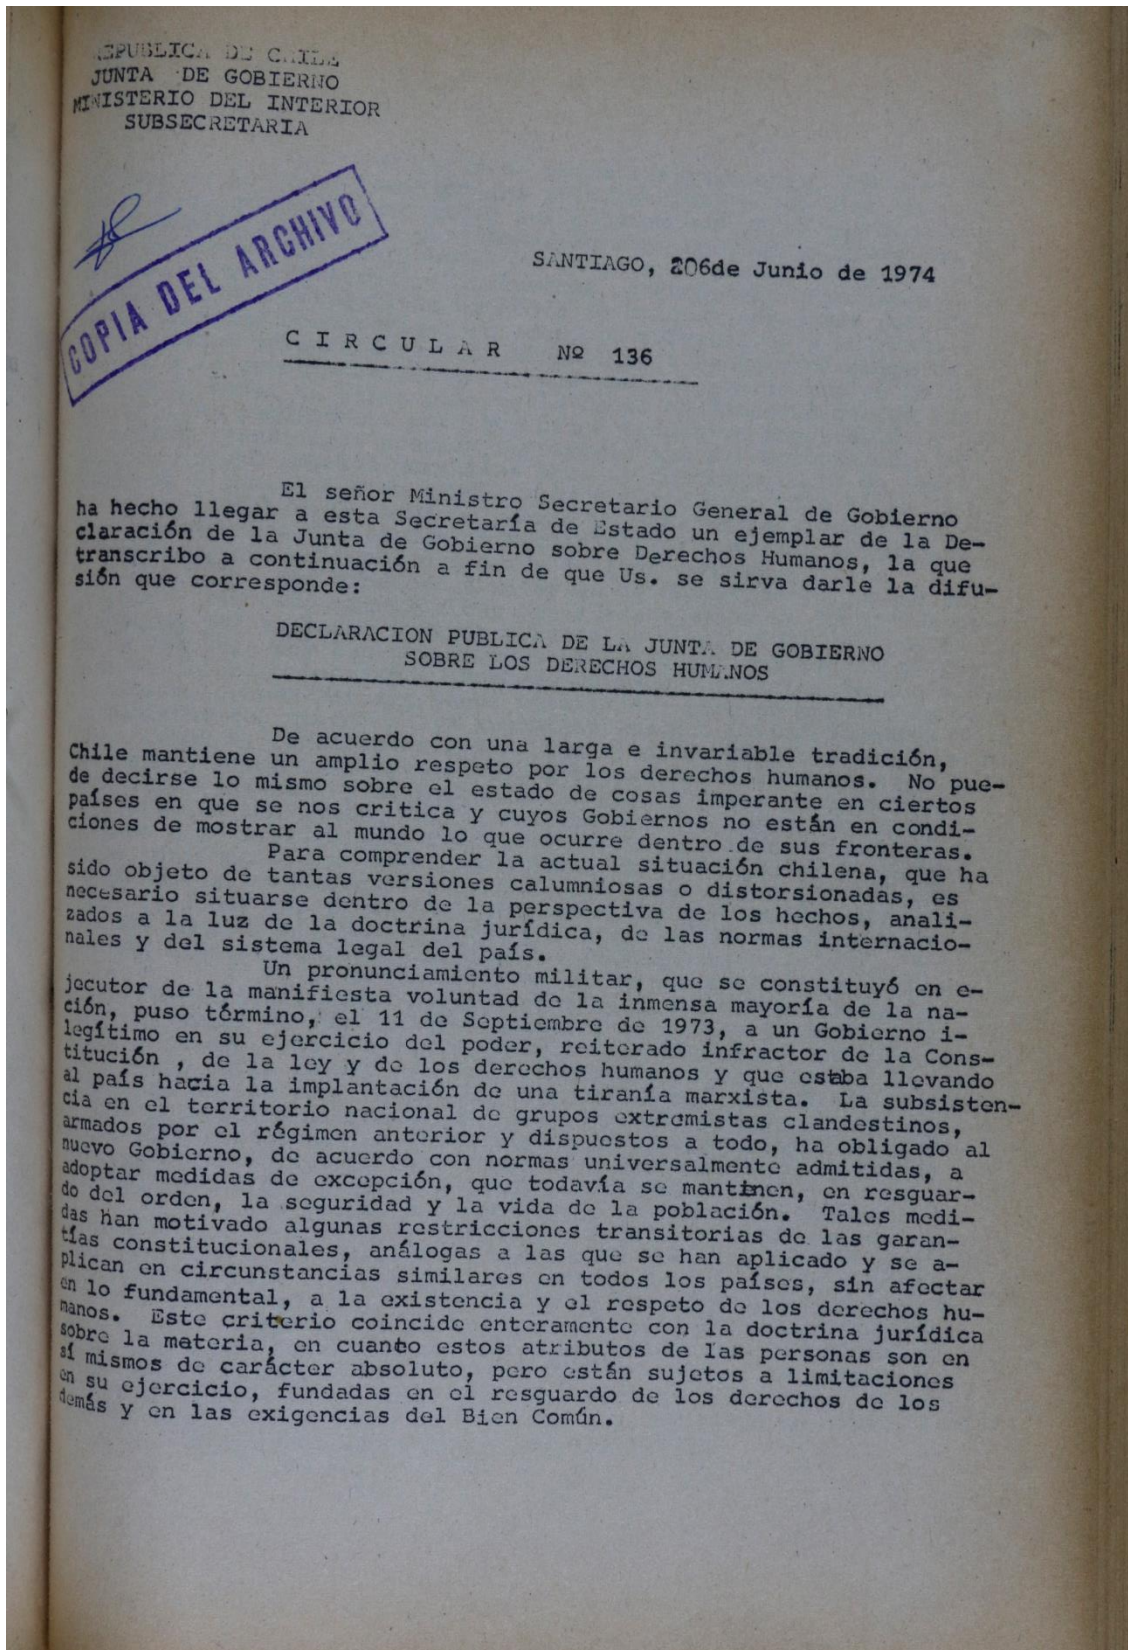 REPUBLICA DE CHILE
JUNTA DE GOBIERNO
MINISTERIO DEL INTERIOR
SUBSECRETARIA
COPIA DEL ARCHIVO
SANTIAGO, 206de Junio de 1974
CIRCULAR Nº 136
El señor Ministro Secretario General de Gobierno
ha hecho llegar a esta Secretaría de Estado un ejemplar de la De-
claración de la Junta de Gobierno sobre Derechos Humanos, la que
transcribo a continuación a fin de que Us. se sirva darle la difu-
sión que corresponde:
DECLARACION PUBLICA DE LA JUNTA DE GOBIERNO
SOBRE LOS DERECHOS HUMANOS
De acuerdo con una larga e invariable tradición,
Chile mantiene un amplio respeto por los derechos humanos. No pue-
de decirse lo mismo sobre el estado de cosas imperante en ciertos
países en que se nos critica y cuyos Gobiernos no están en condi-
ciones de mostrar al mundo lo que ocurre dentro de sus fronteras.
Para comprender la actual situación chilena, que ha
sido objeto de tantas versiones calumniosas o distorsionadas, es
necesario situarse dentro de la perspectiva de los hechos, anali-
zados a la luz de la doctrina jurídica, de las normas internacio-
nales y del sistema legal del país.
Un pronunciamiento militar, que se constituyó en e-
jecutor de la manifiesta voluntad de la inmensa mayoría de la na-
ción, puso término, el 11 de Septiembre de 1973, a un Gobierno i-
legítimo en su ejercicio del poder, reiterado infractor de la Cons-
titución , de la ley y de los derechos humanos y que estaba llevando
al país hacia la implantación de una tiranía marxista. La subsisten-
cia en el territorio nacional de grupos extremistas clandestinos,
armados por el régimen anterior y dispuestos a todo, ha obligado al
nuevo Gobierno, de acuerdo con normas universalmente admitidas, a
adoptar medidas de excepción, que todavía se mantinen, en resguar-
do del orden, la seguridad y la vida de la población. Tales medi-
das han motivado algunas restricciones transitorias de las garan-
tías constitucionales, análogas a las que se han aplicado y se a-
plican en circunstancias similares en todos los países, sin afectar
en lo fundamental, a la existencia y el respeto de los derechos hu-
manos. Este criterio coincide enteramente con la doctrina jurídica
sobre la materia, en cuanto estos atributos de las personas son en
sí mismos de carácter absoluto, pero están sujetos a limitaciones
en su ejercicio, fundadas en el resguardo de los derechos de los
demás y en las exigencias del Bien Común.